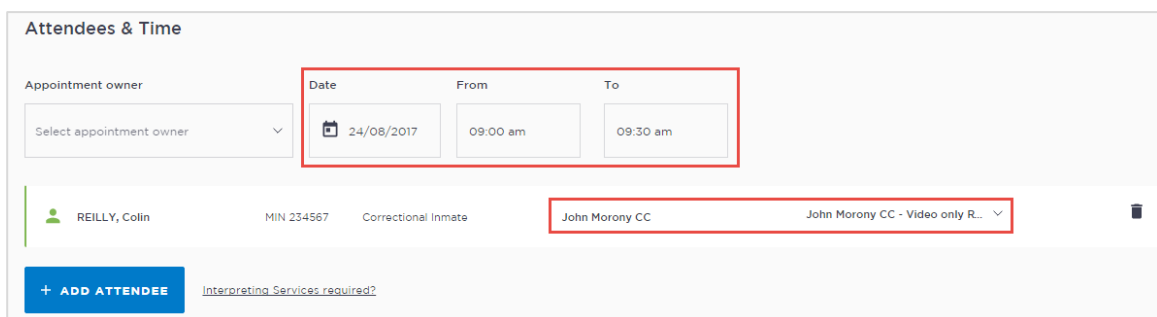 Attendees & Time
Appointment owner Date From To
Select appointment owner 24/08/2017 09:00 am 09:30 am
REILLY, Colin MIN 234567 Correctional Inmate John Morony CC John Morony CC - Video only R...
+ ADD ATTENDEE Interpreting Services required?